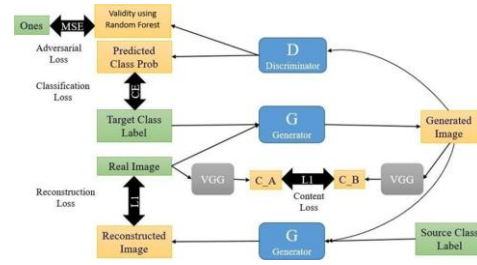 Ones
MSE
Validity using
Random Forest
Adversarial
Loss
Predicted
Class Prob
D
Discriminator
Classification
Loss
CE
Target Class
Label
G
Generator
Generated
Image
Real Image
VGG
C_A
L1
C_B
VGG
Content
Loss
Reconstruction
Loss
L1
Reconstructed
Image
G
Generator
Source Class
Label